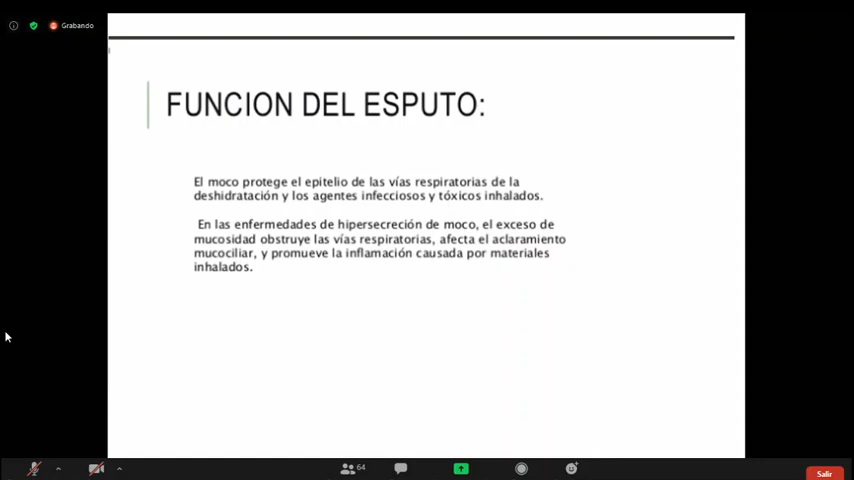 Grabando
FUNCION DEL ESPUTO:
El moco protege el epitelio de las vías respiratorias de la
deshidratación y los agentes infecciosos y tóxicos inhalados.
En las enfermedades de hipersecreción de moco, el exceso de
mucosidad obstruye las vías respiratorias, afecta el aclaramiento
mucociliar, y promueve la inflamación causada por materiales
inhalados.
64
Salir